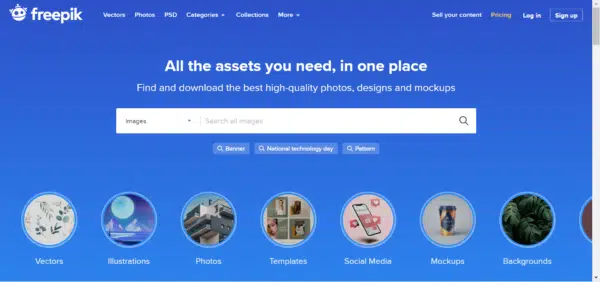 freepik
Vectors Photos PSD Categories Collections More
Sell your content Pricing Log in Sign up
All the assets you need, in one place
Find and download the best high-quality photos, designs and mockups
Images Search all images
Banner National technology day Pattern
Vectors Illustrations Photos Templates Social Media Mockups Backgrounds